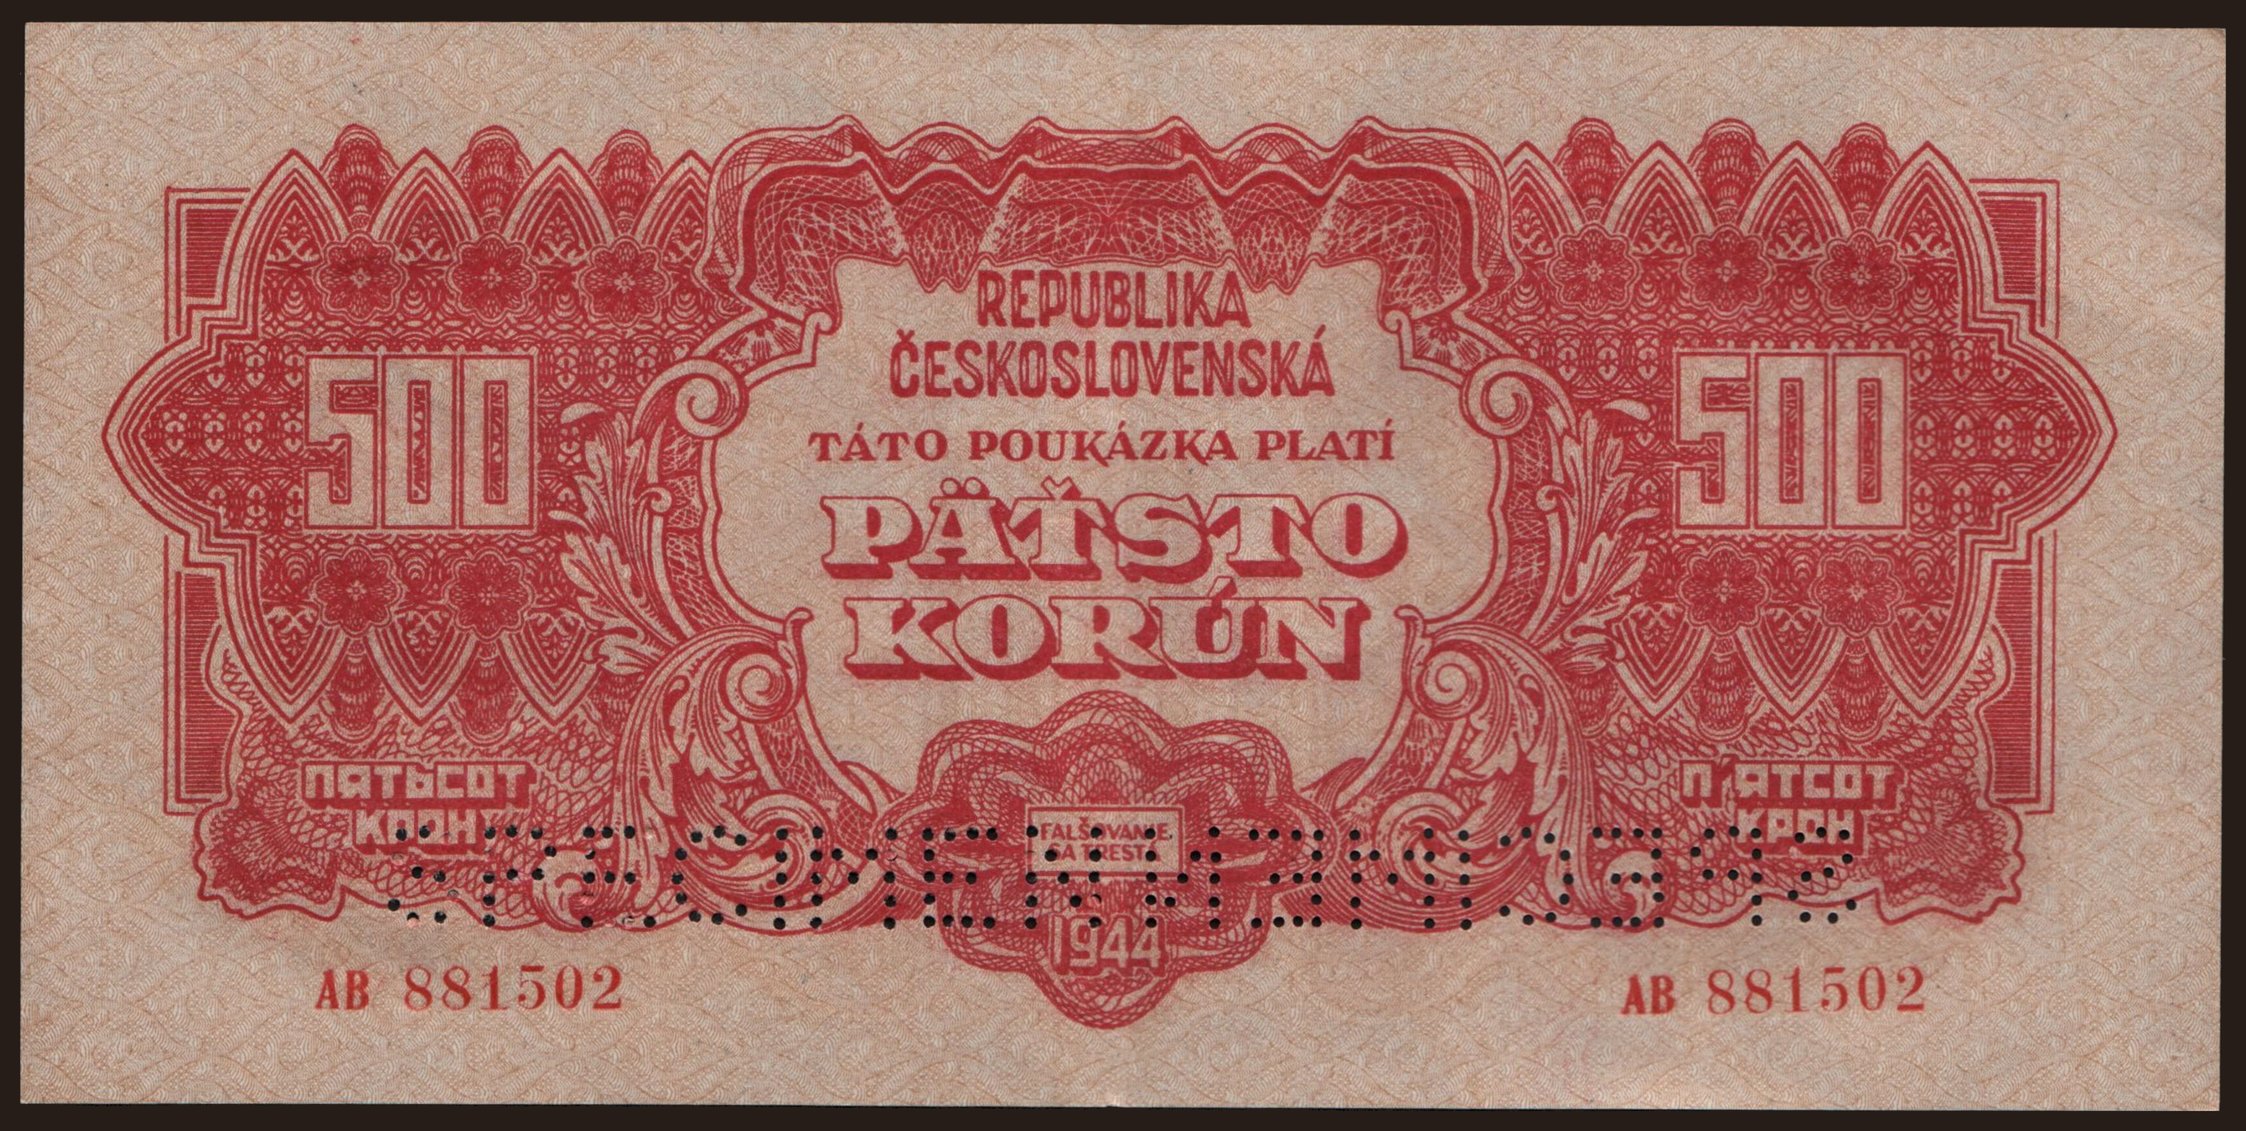 REPUBLIKA
ČESKOSLOVENSKÁ
TÁTO POUKÁZKA PLATÍ
500
PÄŤSTO
500
KORÚN
ПЯТЬСОТ
КРОН
П'ЯТСОТ
КРОН
FALŠOVANIE
SA TRESTÁ
SPECIMEN
1944
AB 881502
AB 881502